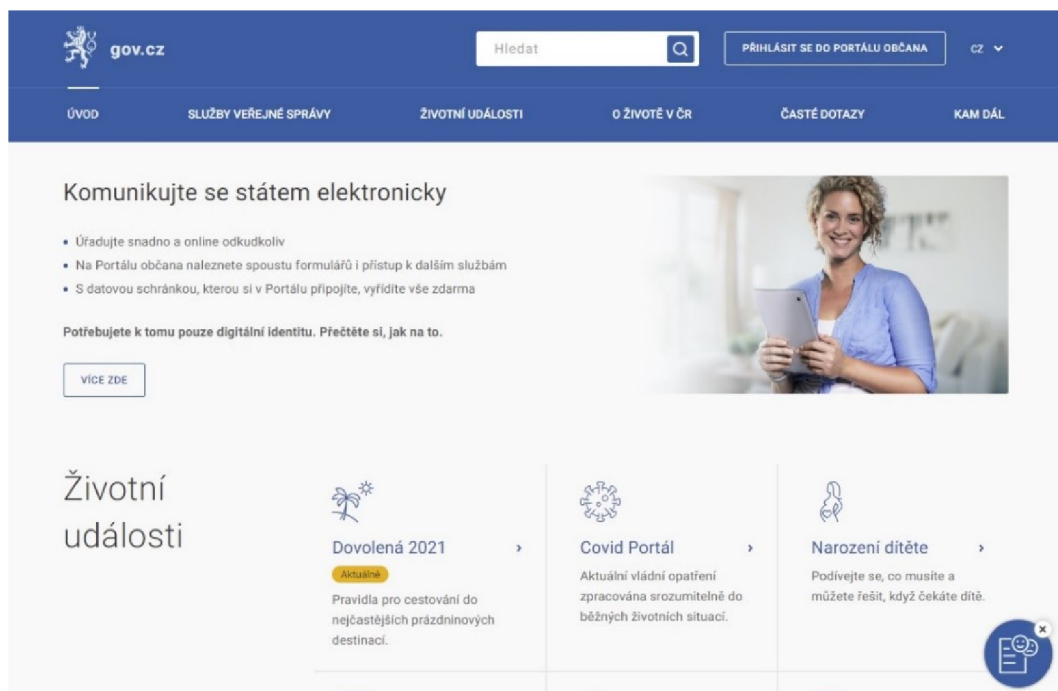 gov.cz
Hledat
PŘIHLÁSIT SE DO PORTÁLU OBČANA
CZ
ÚVOD
SLUŽBY VEŘEJNÉ SPRÁVY
ŽIVOTNÍ UDÁLOSTI
O ŽIVOTĚ V ČR
ČASTÉ DOTAZY
KAM DÁL
Komunikujte se státem elektronicky
Úřadujte snadno a online odkudkoliv
Na Portálu občana naleznete spoustu formulářů i přístup k dalším službám
S datovou schránkou, kterou si v Portálu připojíte, vyřídíte vše zdarma
Potřebujete k tomu pouze digitální identitu. Přečtěte si, jak na to.
VÍCE ZDE
Životní
události
Dovolená 2021
Aktuálně
Pravidla pro cestování do
nejčastějších prázdninových
destinací.
Covid Portál
Aktuální vládní opatření
zpracována srozumitelně do
běžných životních situací.
Narození dítěte
Podívejte se, co musíte a
můžete řešit, když čekáte dítě.